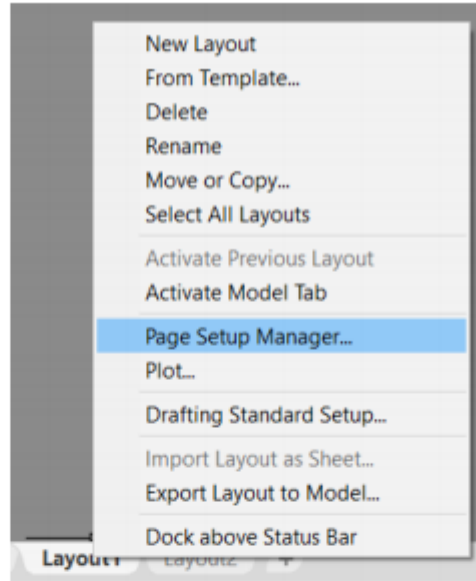 New Layout
From Template...
Delete
Rename
Move or Copy...
Select All Layouts
Activate Previous Layout
Activate Model Tab
Page Setup Manager...
Plot...
Drafting Standard Setup...
Import Layout as Sheet...
Export Layout to Model...
Dock above Status Bar
Layout1 Layout2 +